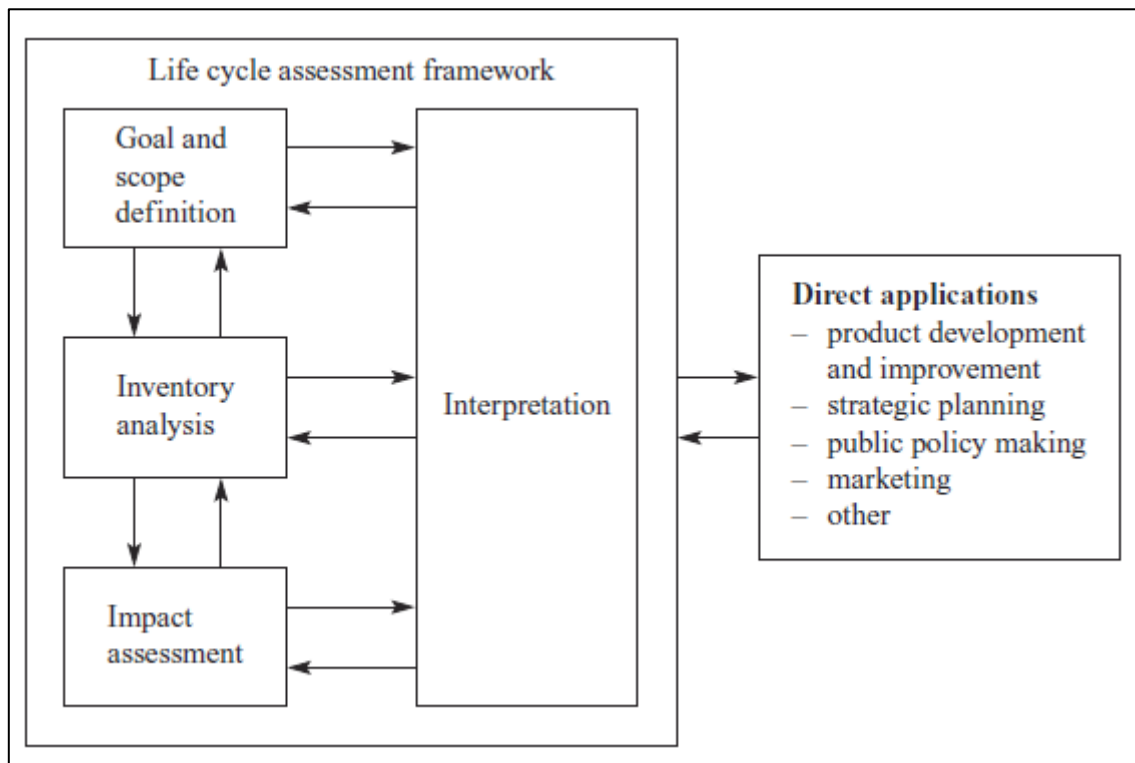 Life cycle assessment framework
Goal and
scope
definition
Inventory
analysis
Impact
assessment
Interpretation
Direct applications
– product development
and improvement
– strategic planning
– public policy making
– marketing
– other